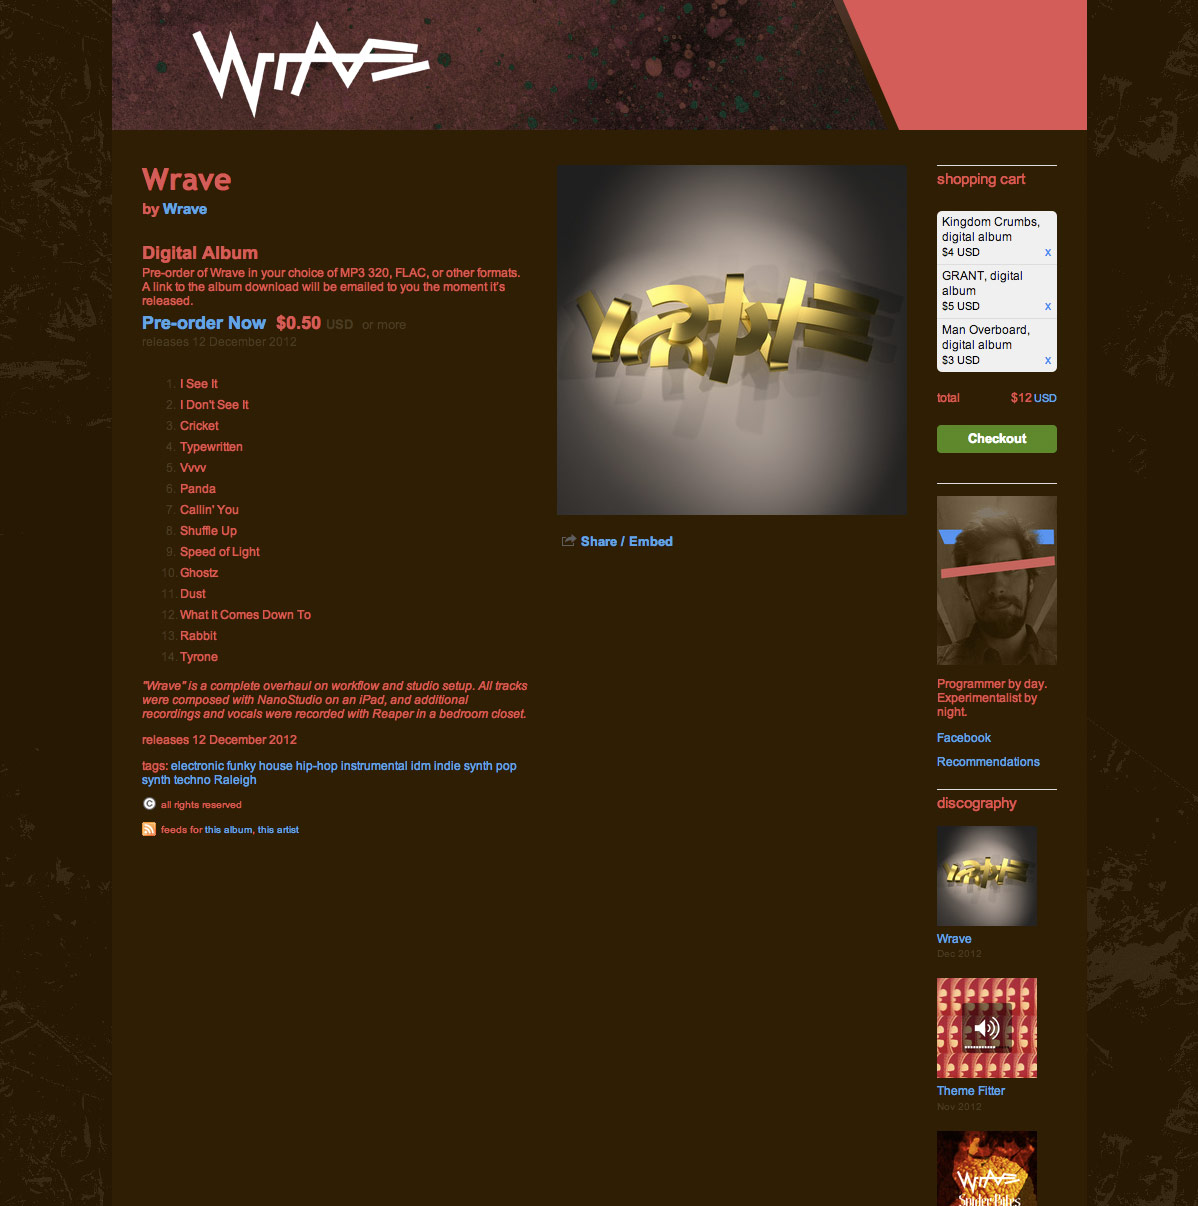 Wrave
Wrave
by Wrave
Digital Album
Pre-order of Wrave in your choice of MP3 320, FLAC, or other formats.
A link to the album download will be emailed to you the moment it's
released.
Pre-order Now $0.50 USD or more
releases 12 December 2012
1. I See It
2. I Don't See It
3. Cricket
4. Typewritten
5. Vvvv
6. Panda
7. Callin' You
8. Shuffle Up
9. Speed of Light
10. Ghostz
11. Dust
12. What It Comes Down To
13. Rabbit
14. Tyrone
"Wrave" is a complete overhaul on workflow and studio setup. All tracks
were composed with NanoStudio on an iPad, and additional
recordings and vocals were recorded with Reaper in a bedroom closet.
releases 12 December 2012
tags: electronic funky house hip-hop instrumental idm indie synth pop
synth techno Raleigh
© all rights reserved
feeds for this album, this artist
Share / Embed
shopping cart
Kingdom Crumbs,
digital album
$4 USD x
GRANT, digital
album
$5 USD x
Man Overboard,
digital album
$3 USD x
total $12 USD
Checkout
Programmer by day.
Experimentalist by
night.
Facebook
Recommendations
discography
Wrave
Dec 2012
Theme Fitter
Nov 2012
Wrave
Spider Bites